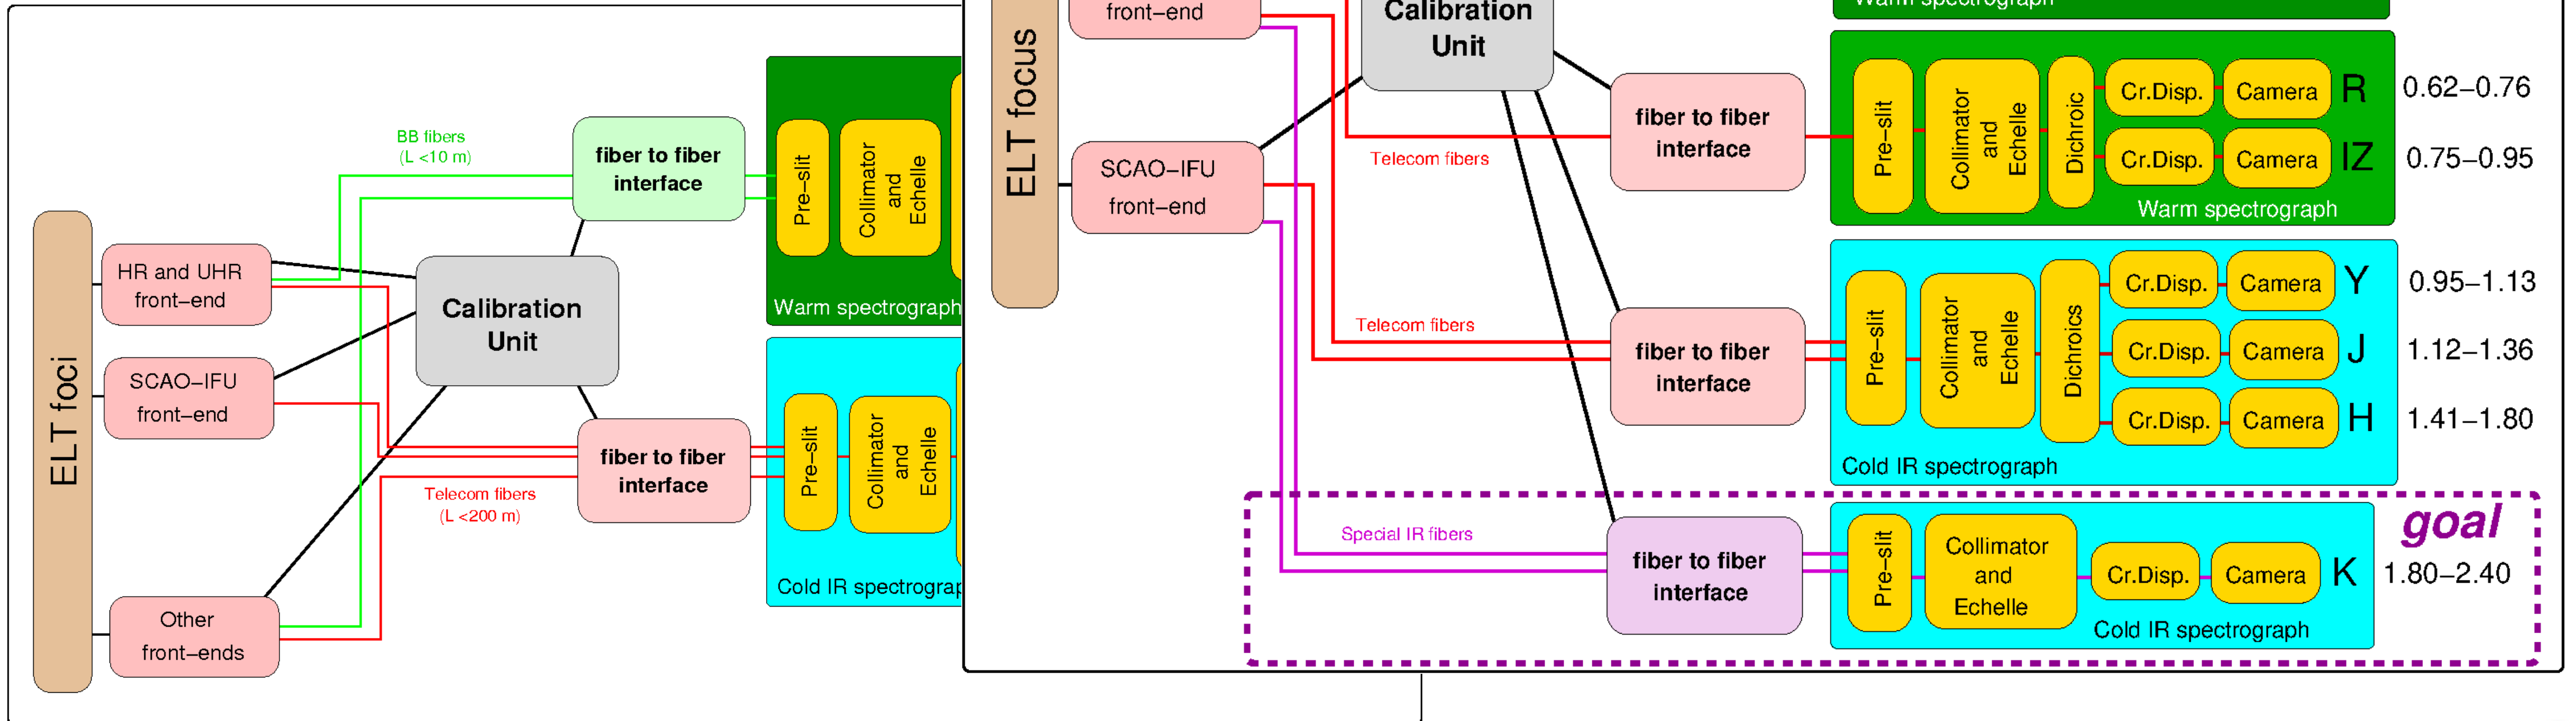 BB fibers
(L <10 m)
fiber to fiber
interface
Pre–slit
Collimator
and
Echelle
Warm spectrograph
ELT foci
HR and UHR
front–end
Calibration
Unit
SCAO–IFU
front–end
fiber to fiber
interface
Telecom fibers
(L <200 m)
Pre–slit
Collimator
and
Echelle
Cold IR
Other
front–ends
ELT focus
front–end
Calibration
Unit
SCAO–IFU
front–end
Warm spectrograph
fiber to fiber
interface
Telecom fibers
Pre–slit
Collimator
and
Echelle
Dichroic
Cr.Disp.
Camera
R
0.62–0.76
Cr.Disp.
Camera
IZ
0.75–0.95
Warm spectrograph
Telecom fibers
fiber to fiber
interface
Pre–slit
Collimator
and
Echelle
Dichroics
Cr.Disp.
Camera
Y
0.95–1.13
Cr.Disp.
Camera
J
1.12–1.36
Cr.Disp.
Camera
H
1.41–1.80
Cold IR spectrograph
goal
Special IR fibers
fiber to fiber
interface
Pre–slit
Collimator
and
Echelle
Cr.Disp.
Camera
K
1.80–2.40
Cold IR spectrograph